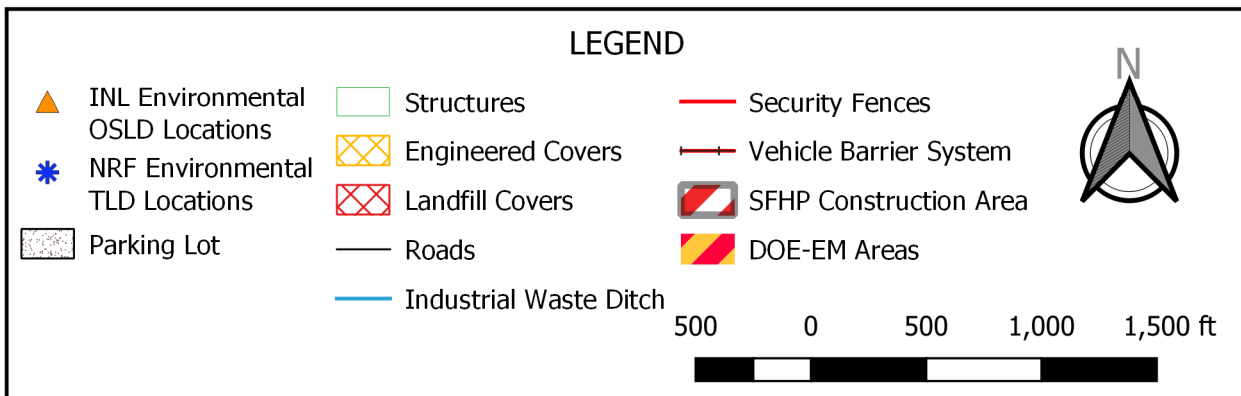 LEGEND
N
INL Environmental
OSLD Locations
NRF Environmental
TLD Locations
Parking Lot
Structures
Engineered Covers
Landfill Covers
Roads
Industrial Waste Ditch
Security Fences
Vehicle Barrier System
SFHP Construction Area
DOE-EM Areas
500 0 500 1,000 1,500 ft